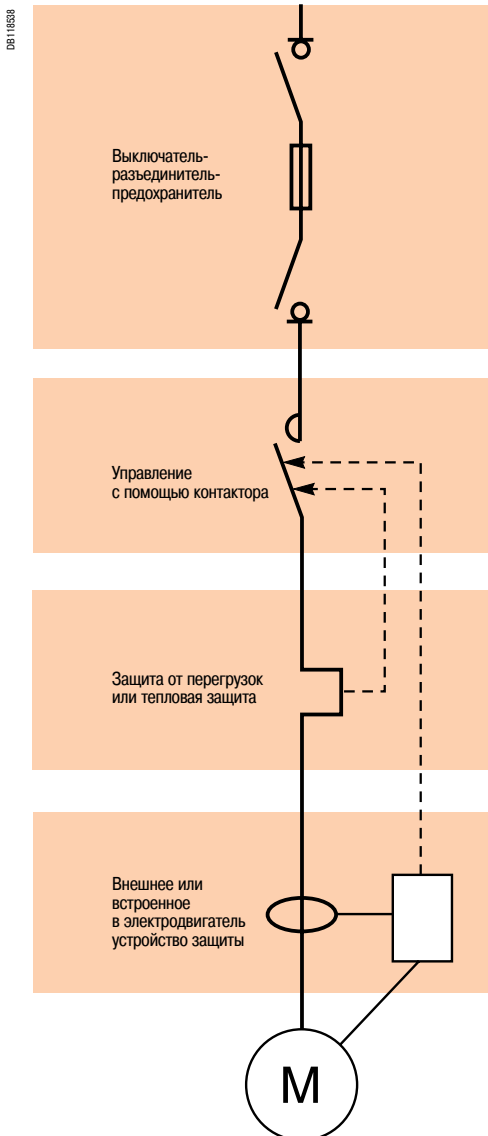 DB118538
Выключатель-
разъединитель-
предохранитель
Управление
с помощью контактора
Защита от перегрузок
или тепловая защита
Внешнее или
встроенное
в электродвигатель
устройство защиты
M